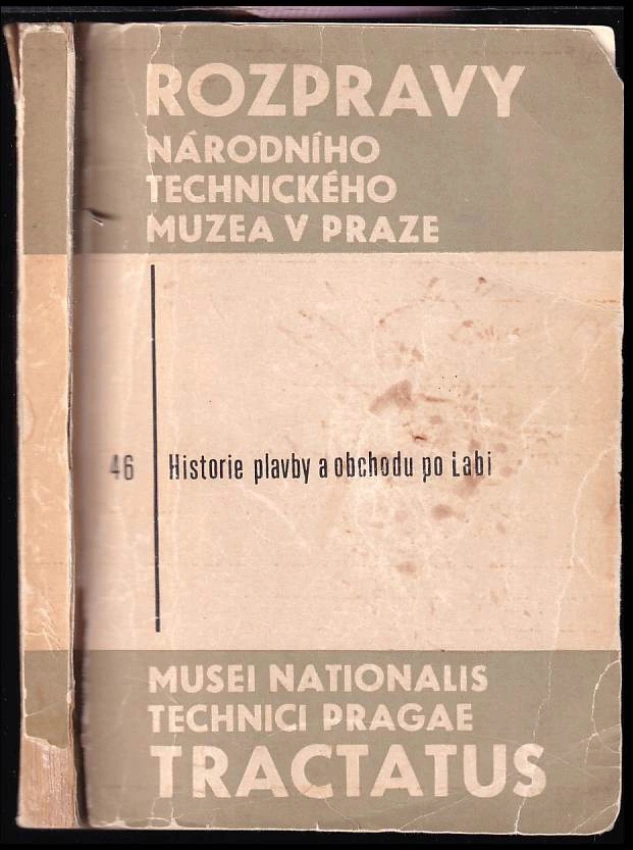 ROZPRAVY
NÁRODNÍHO
TECHNICKÉHO
MUZEA V PRAZE
46 Historie plavby a obchodu po Labi
MUSEI NATIONALIS
TECHNICI PRAGAE
TRACTATUS